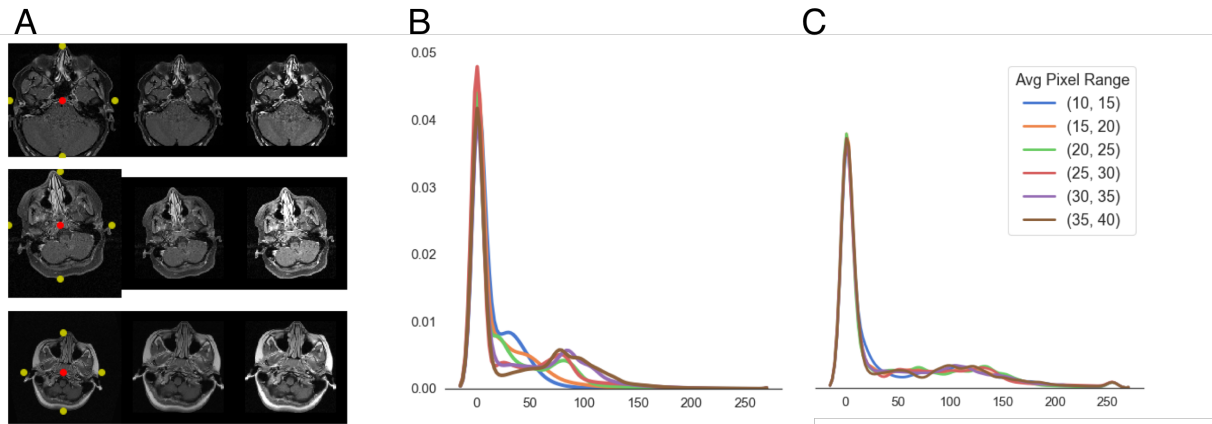 A
B
C
0.05
0.04
0.03
0.02
0.01
0.00
0 50 100 150 200 250
Avg Pixel Range
(10, 15)
(15, 20)
(20, 25)
(25, 30)
(30, 35)
(35, 40)
0 50 100 150 200 250